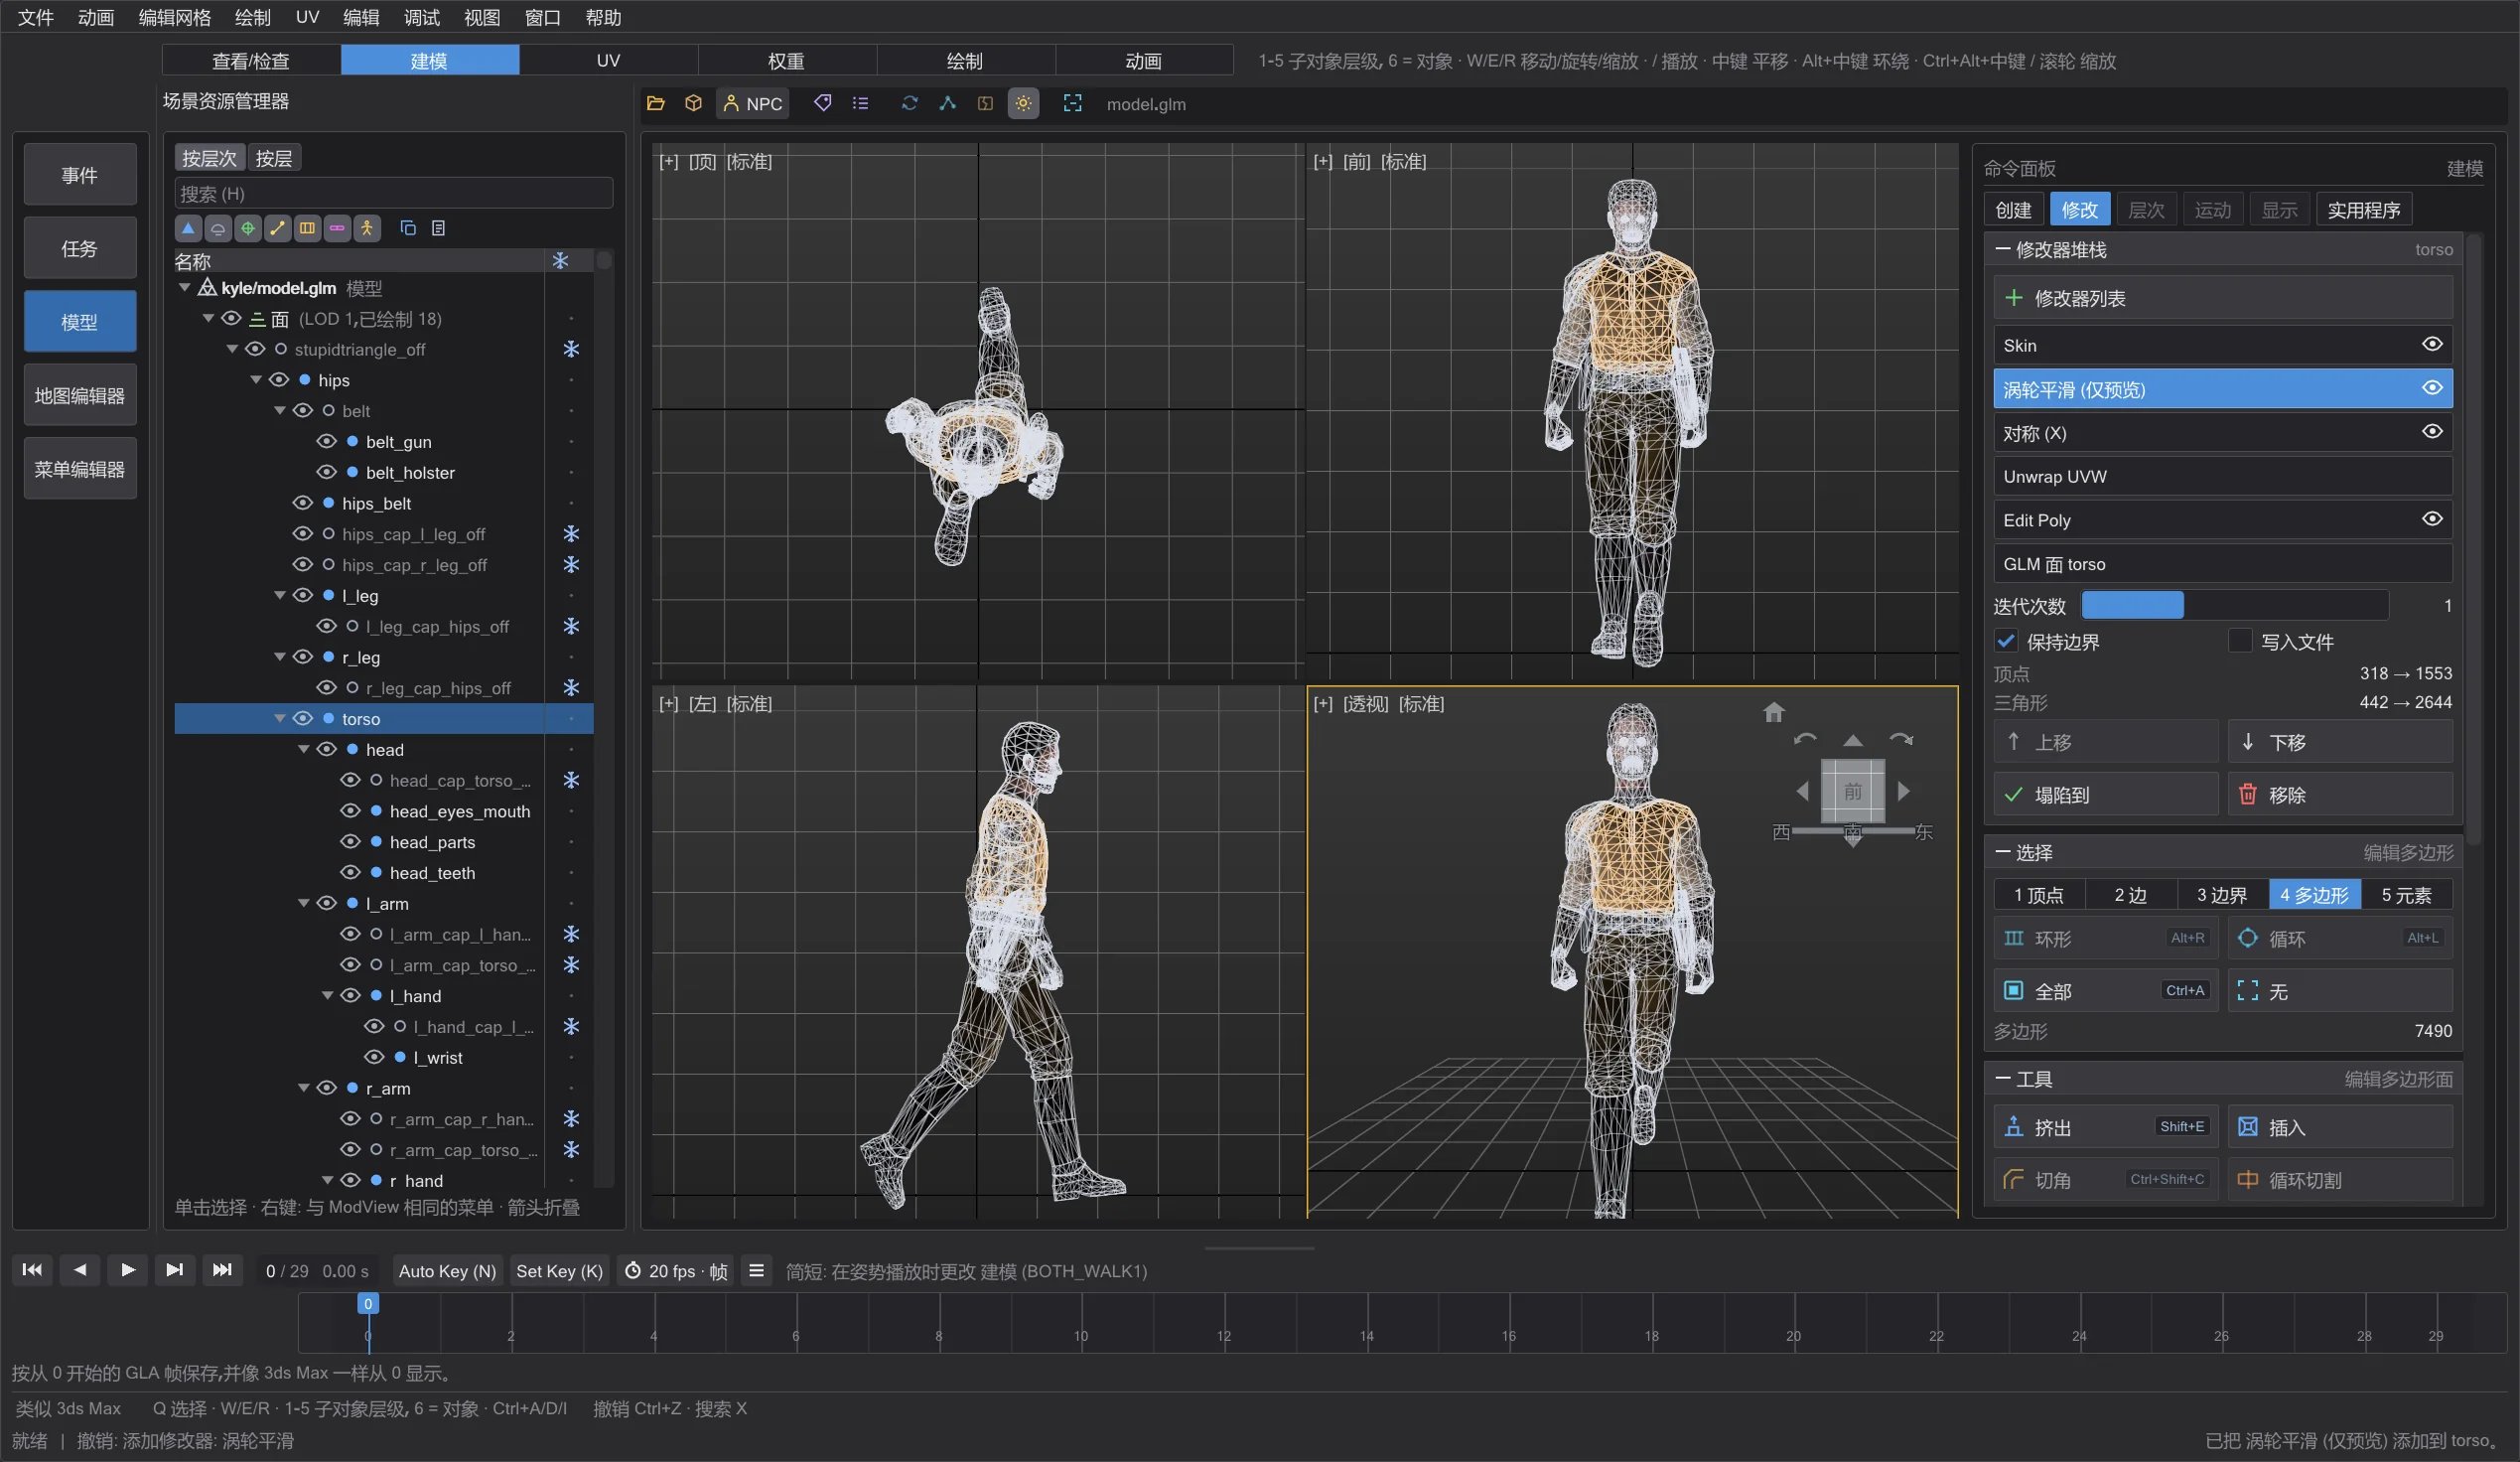 文件 动画 编辑网格 绘制 UV 编辑 调试 视图 窗口 帮助
查看/检查 建模 UV 权重 绘制 动画 1-5 子对象层级, 6 = 对象 · W/E/R 移动/旋转/缩放 · / 播放 · 中键 平移 · Alt+中键 环绕 · Ctrl+Alt+中键 / 滚轮 缩放
场景资源管理器
NPC model.glm
事件
任务
模型
地图编辑器
菜单编辑器
按层次 按层
搜索 (H)
名称
kyle/model.glm 模型
面 (LOD 1,已绘制 18)
stupidtriangle_off
hips
belt
belt_gun
belt_holster
hips_belt
hips_cap_l_leg_off
hips_cap_r_leg_off
l_leg
l_leg_cap_hips_off
r_leg
r_leg_cap_hips_off
torso
head
head_cap_torso_...
head_eyes_mouth
head_parts
head_teeth
l_arm
l_arm_cap_l_han...
l_arm_cap_torso_...
l_hand
l_hand_cap_l_...
l_wrist
r_arm
r_arm_cap_r_han...
r_arm_cap_torso_...
r_hand
单击选择 · 右键: 与 ModView 相同的菜单 · 箭头折叠
[+] [顶] [标准]
[+] [前] [标准]
[+] [左] [标准]
[+] [透视] [标准]
前
西 南 东
命令面板 建模
创建 修改 层次 运动 显示 实用程序
修改器堆栈 torso
修改器列表
Skin
涡轮平滑 (仅预览)
对称 (X)
Unwrap UVW
Edit Poly
GLM 面 torso
迭代次数 1
保持边界 写入文件
顶点 318 → 1553
三角形 442 → 2644
上移 下移
塌陷到 移除
选择 编辑多边形
1 顶点 2 边 3 边界 4 多边形 5 元素
环形 Alt+R 循环 Alt+L
全部 Ctrl+A 无
多边形 7490
工具 编辑多边形面
挤出 Shift+E 插入
切角 Ctrl+Shift+C 循环切割
0 / 29 0.00 s Auto Key (N) Set Key (K) 20 fps · 帧 简短: 在姿势播放时更改 建模 (BOTH_WALK1)
0
0 2 4 6 8 10 12 14 16 18 20 22 24 26 28 29
按从 0 开始的 GLA 帧保存,并像 3ds Max 一样从 0 显示。
类似 3ds Max Q 选择 · W/E/R · 1-5 子对象层级, 6 = 对象 · Ctrl+A/D/I 撤销 Ctrl+Z · 搜索 X
就绪 | 撤销: 添加修改器: 涡轮平滑 已把 涡轮平滑 (仅预览) 添加到 torso。